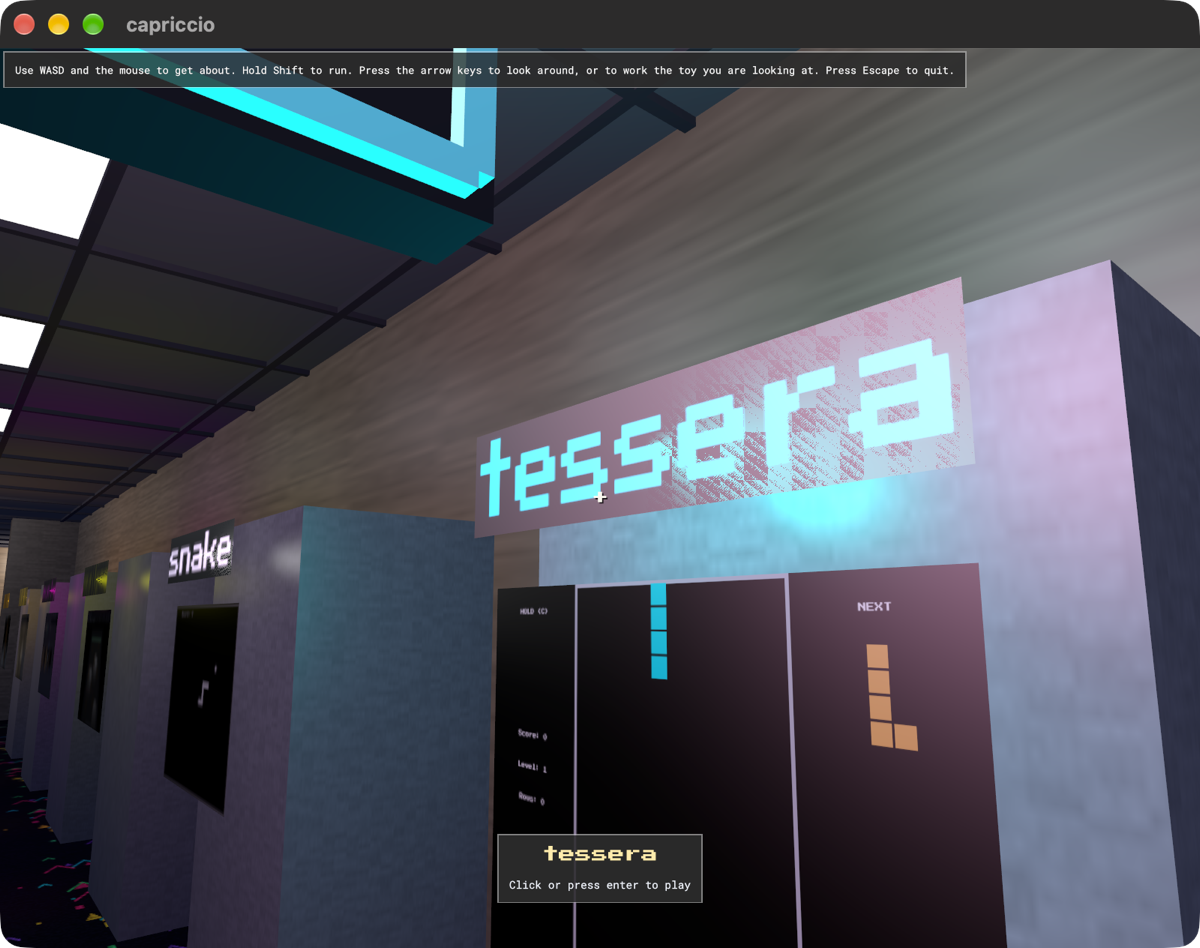 capriccio
Use WASD and the mouse to get about. Hold Shift to run. Press the arrow keys to look around, or to work the toy you are looking at. Press Escape to quit.
tessera
snake
HOLD (C)
NEXT
Score: 0
Level: 1
Rows: 0
tessera
Click or press enter to play